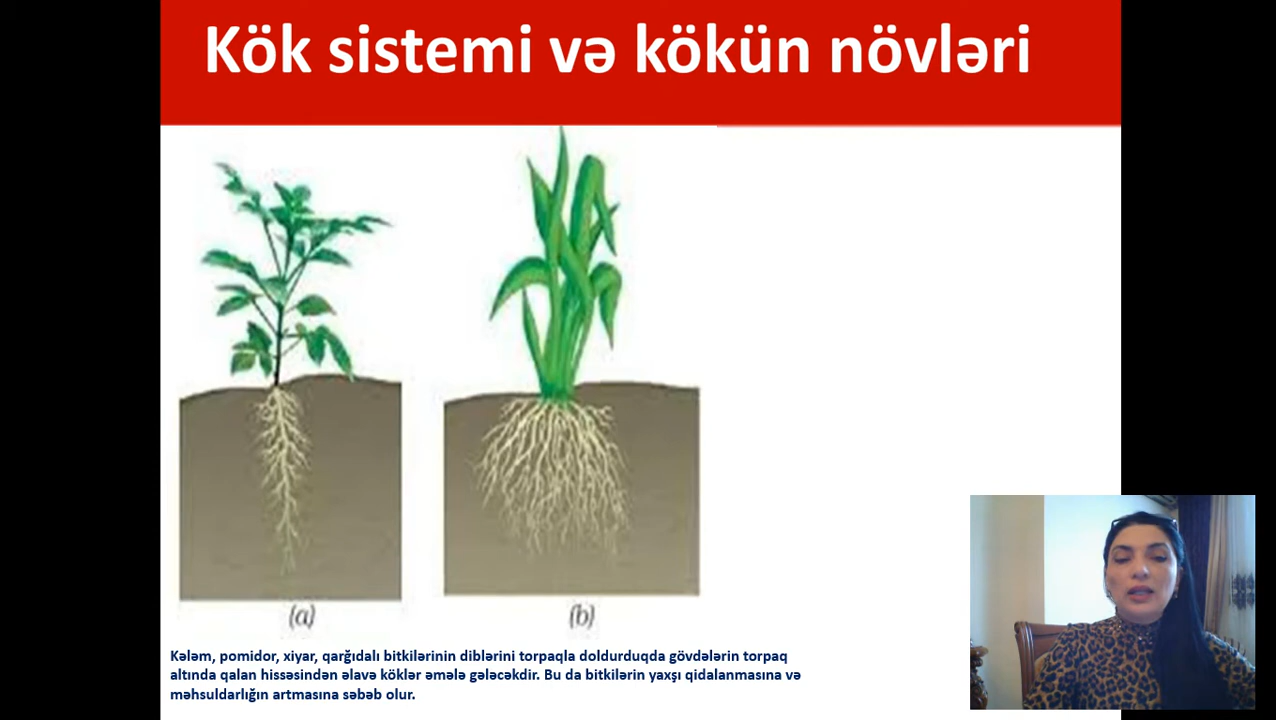 Kök sistemi və kökün növləri
(a)
(b)
Kələm, pomidor, xiyar, qarğıdalı bitkilərinin diblərini torpaqla doldurduqda gövdələrin torpaq
altında qalan hissəsindən əlavə köklər əmələ gələcəkdir. Bu da bitkilərin yaxşı qidalanmasına və
məhsuldarlığın artmasına səbəb olur.